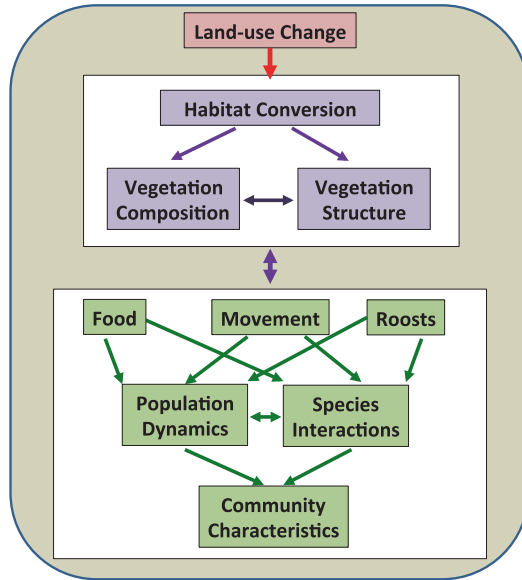 Land-use Change
Habitat Conversion
Vegetation
Composition
Vegetation
Structure
Food
Movement
Roosts
Population
Dynamics
Species
Interactions
Community
Characteristics